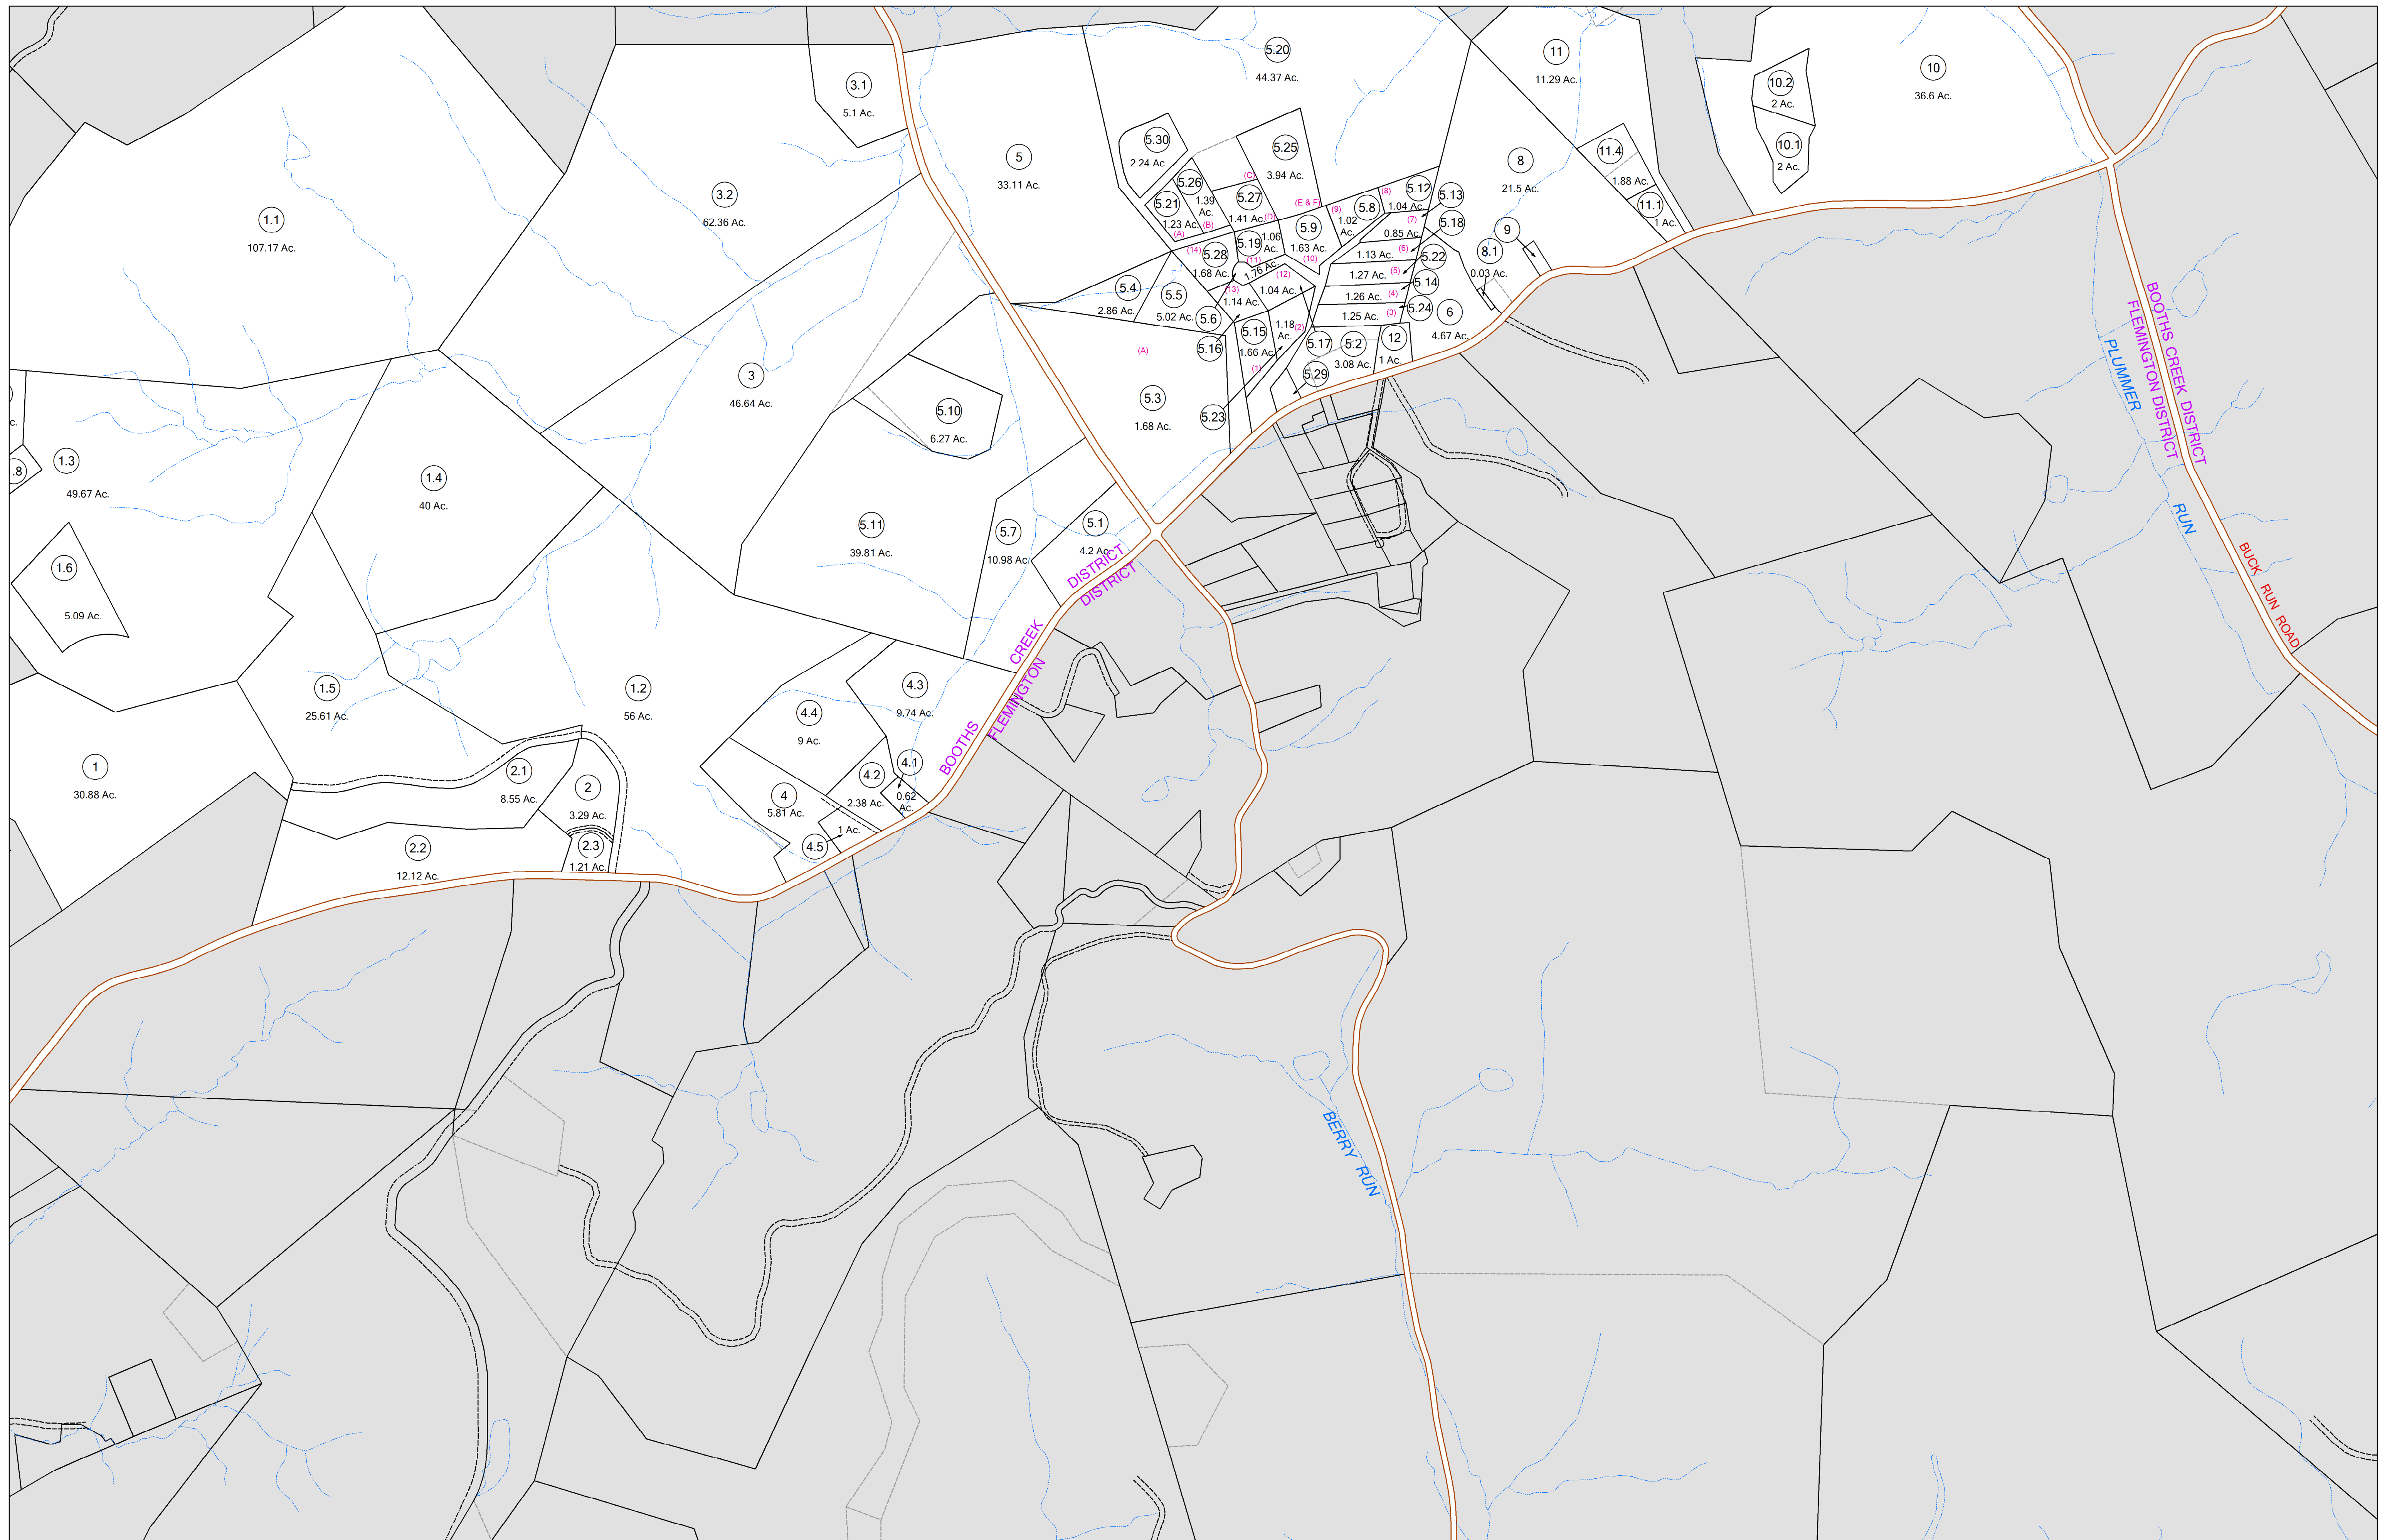 5.20
44.37 Ac.
11
11.29 Ac.
10
36.6 Ac.
10.2
2 Ac.
10.1
2 Ac.
3.1
5.1 Ac.
5
33.11 Ac.
5.30
2.24 Ac.
5.25
3.94 Ac.
(C)
(E & F)
8
21.5 Ac.
11.4
1.88 Ac.
11.1
1 Ac.
3.2
62.36 Ac.
1.1
107.17 Ac.
5.26
1.39
Ac.
(B)
5.21
1.23 Ac.
(A)
5.27
1.41 Ac.
(D)
5.9
1.63 Ac.
(10)
5.8
(9)
1.02
Ac.
(8)
5.12
1.04 Ac.
5.13
(7)
0.85 Ac.
5.18
(6)
1.13 Ac.
5.22
(5)
1.27 Ac.
5.14
(4)
1.26 Ac.
5.24
(3)
1.25 Ac.
9
8.1
0.03 Ac.
6
4.67 Ac.
(14)
5.28
1.68 Ac.
5.19
1.06
Ac.
(11)
1.76 Ac.
(12)
1.04 Ac.
(13)
1.14 Ac.
5.4
2.86 Ac.
5.5
5.02 Ac.
5.6
5.16
5.15
1.66 Ac.
1.18
Ac.
(2)
(1)
5.17
5.2
3.08 Ac.
12
1 Ac.
5.29
5.23
(A)
5.3
1.68 Ac.
3
46.64 Ac.
5.10
6.27 Ac.
BOOTHS CREEK DISTRICT
FLEMINGTON DISTRICT
PLUMMER
RUN
BUCK RUN ROAD
c.
.8
1.3
49.67 Ac.
1.4
40 Ac.
5.11
39.81 Ac.
5.7
10.98 Ac.
5.1
4.2 Ac.
1.6
5.09 Ac.
BOOTHS CREEK DISTRICT
FLEMINGTON DISTRICT
1.5
25.61 Ac.
1.2
56 Ac.
4.3
9.74 Ac.
4.4
9 Ac.
1
30.88 Ac.
2.1
8.55 Ac.
2
3.29 Ac.
4.2
2.38 Ac.
4.1
0.62
Ac.
4
5.81 Ac.
1 Ac.
4.5
2.2
12.12 Ac.
2.3
1.21 Ac.
BERRY RUN